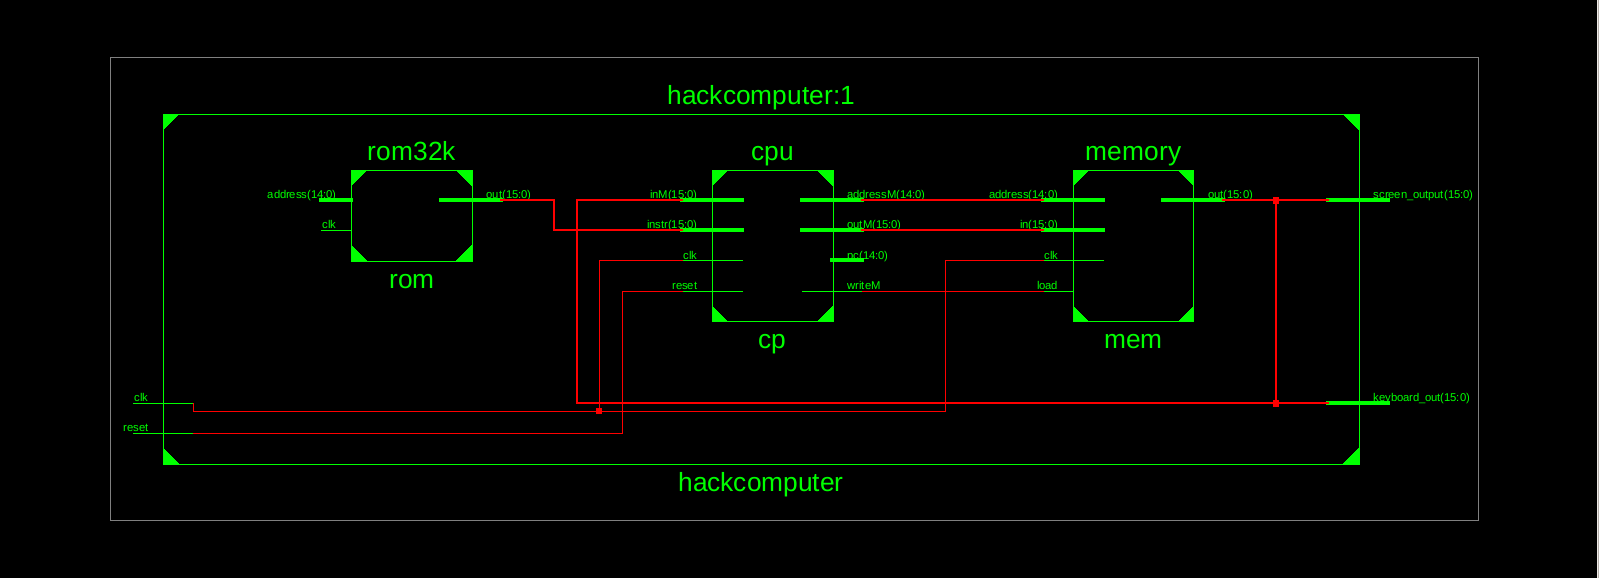 hackcomputer:1
rom32k
cpu
memory
address(14:0)
out(15:0)
inM(15:0)
addressM(14:0)
address(14:0)
out(15:0)
screen_output(15:0)
clk
instr(15:0)
outM(15:0)
in(15:0)
clk
pc(14:0)
clk
rom
reset
writeM
load
cp
mem
clk
keyboard_out(15:0)
reset
hackcomputer